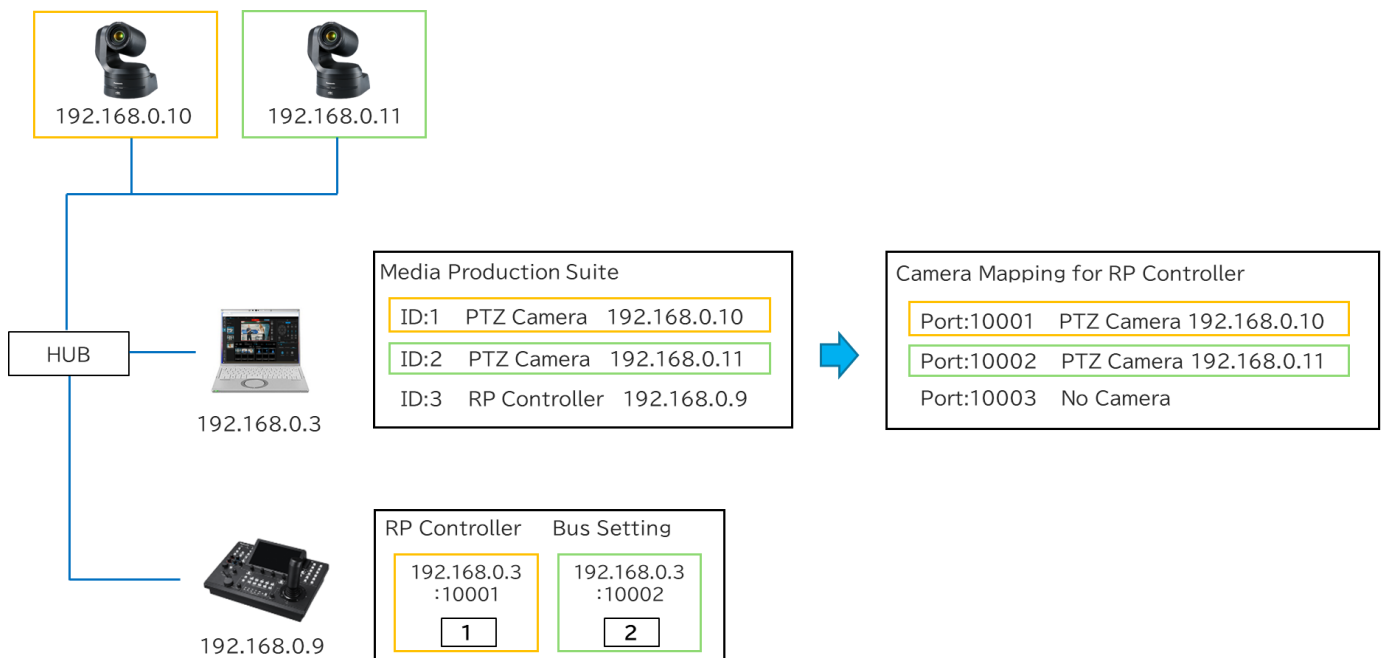 192.168.0.10
192.168.0.11
Media Production Suite
ID:1 PTZ Camera 192.168.0.10
ID:2 PTZ Camera 192.168.0.11
ID:3 RP Controller 192.168.0.9
Camera Mapping for RP Controller
Port:10001 PTZ Camera 192.168.0.10
Port:10002 PTZ Camera 192.168.0.11
Port:10003 No Camera
HUB
192.168.0.3
RP Controller Bus Setting
192.168.0.3
:10001
1
192.168.0.3
:10002
2
192.168.0.9